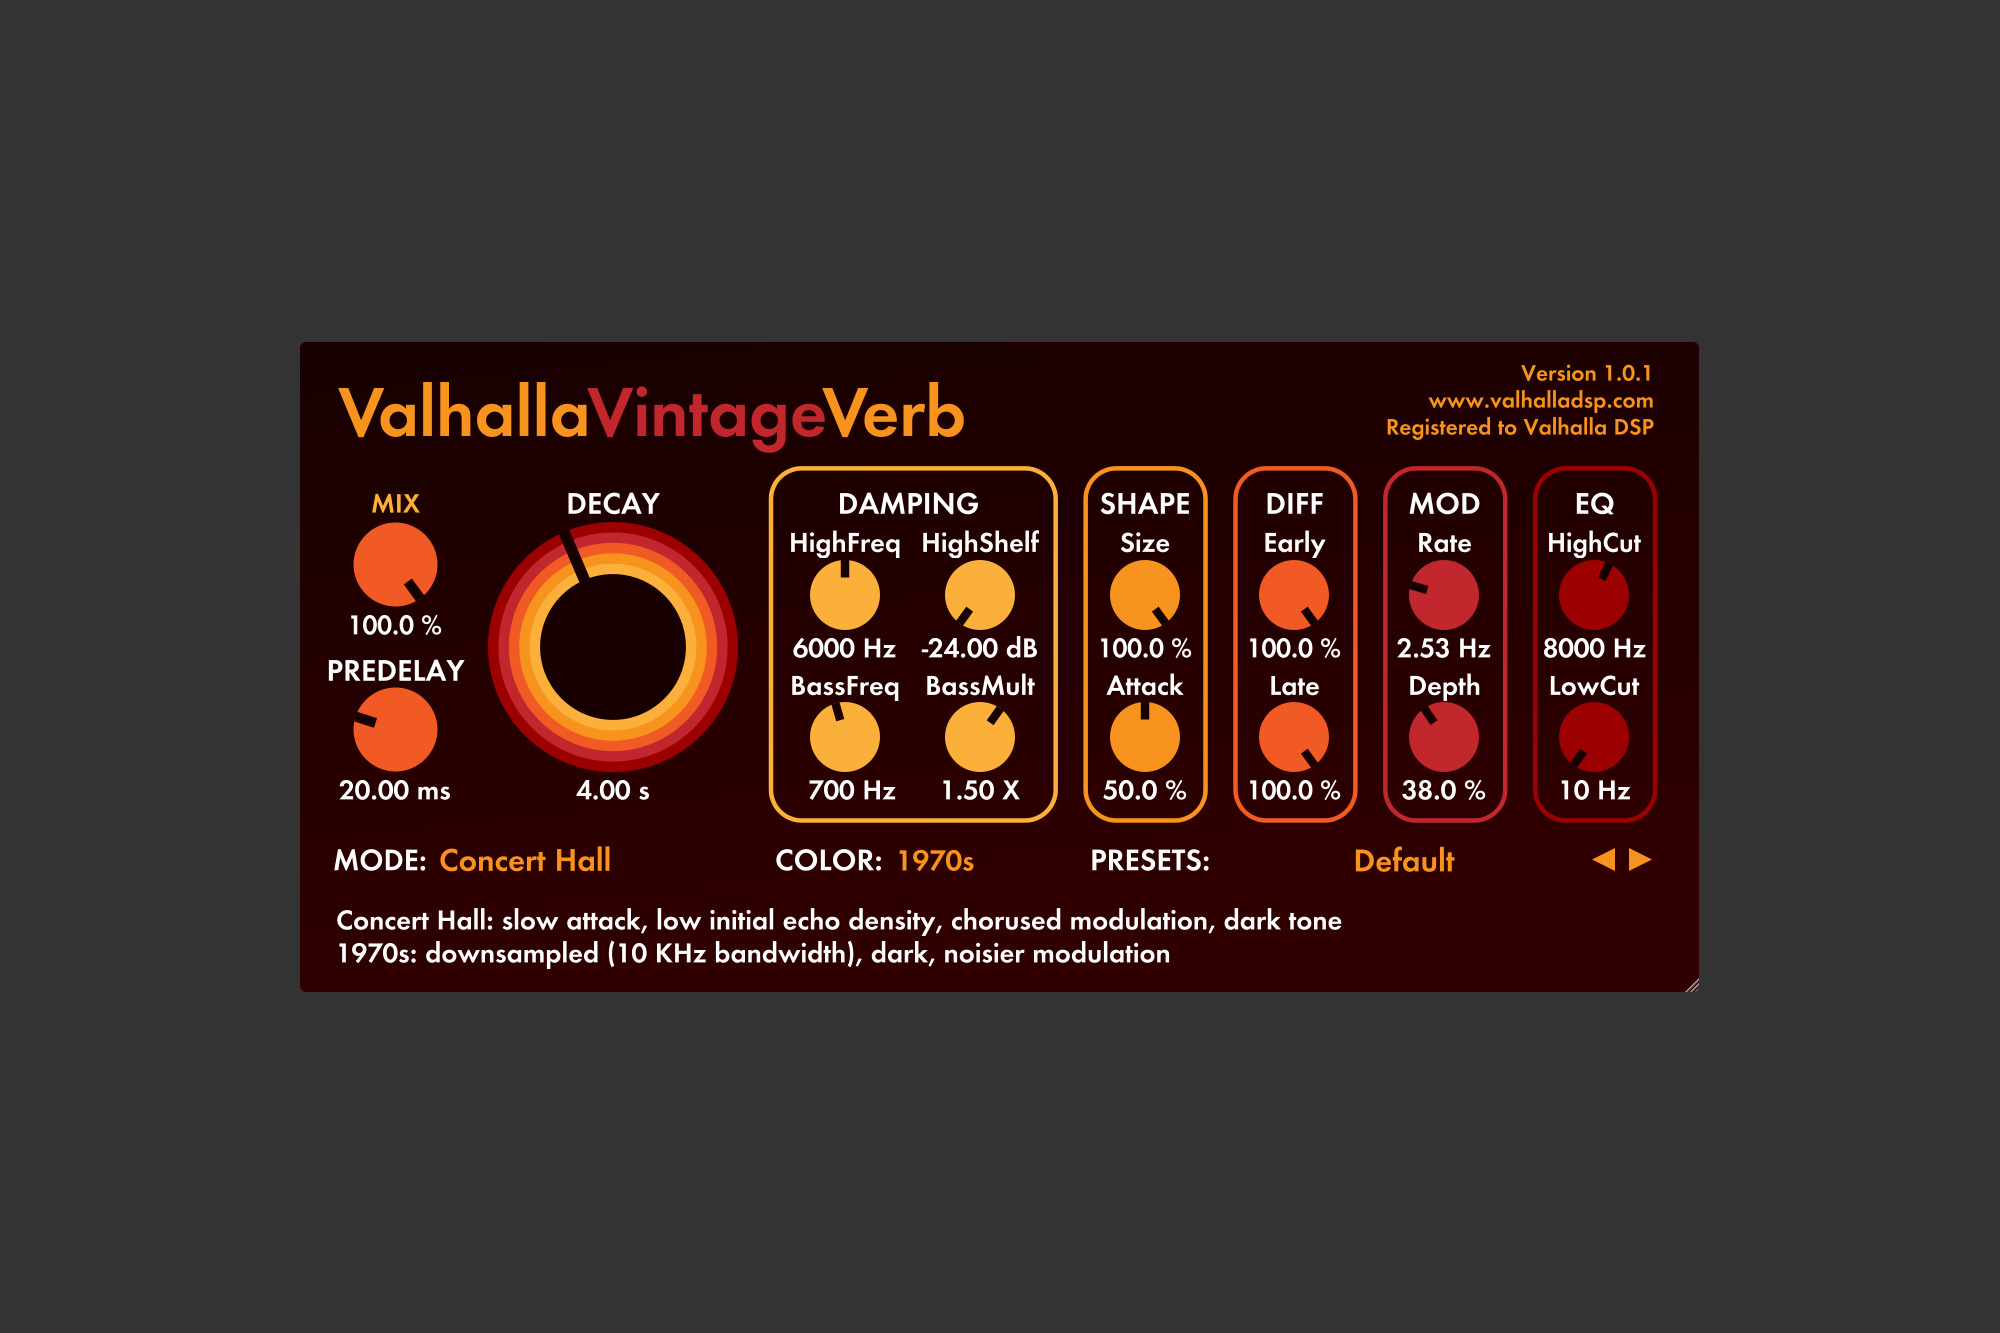 ValhallaVintageVerb
Version 1.0.1
www.valhalladsp.com
Registered to Valhalla DSP
MIX
100.0 %
PREDELAY
20.00 ms
DECAY
4.00 s
DAMPING
HighFreq HighShelf
6000 Hz -24.00 dB
BassFreq BassMult
700 Hz 1.50 X
SHAPE
Size
100.0 %
Attack
50.0 %
DIFF
Early
100.0 %
Late
100.0 %
MOD
Rate
2.53 Hz
Depth
38.0 %
EQ
HighCut
8000 Hz
LowCut
10 Hz
MODE: Concert Hall COLOR: 1970s PRESETS: Default
Concert Hall: slow attack, low initial echo density, chorused modulation, dark tone
1970s: downsampled (10 KHz bandwidth), dark, noisier modulation